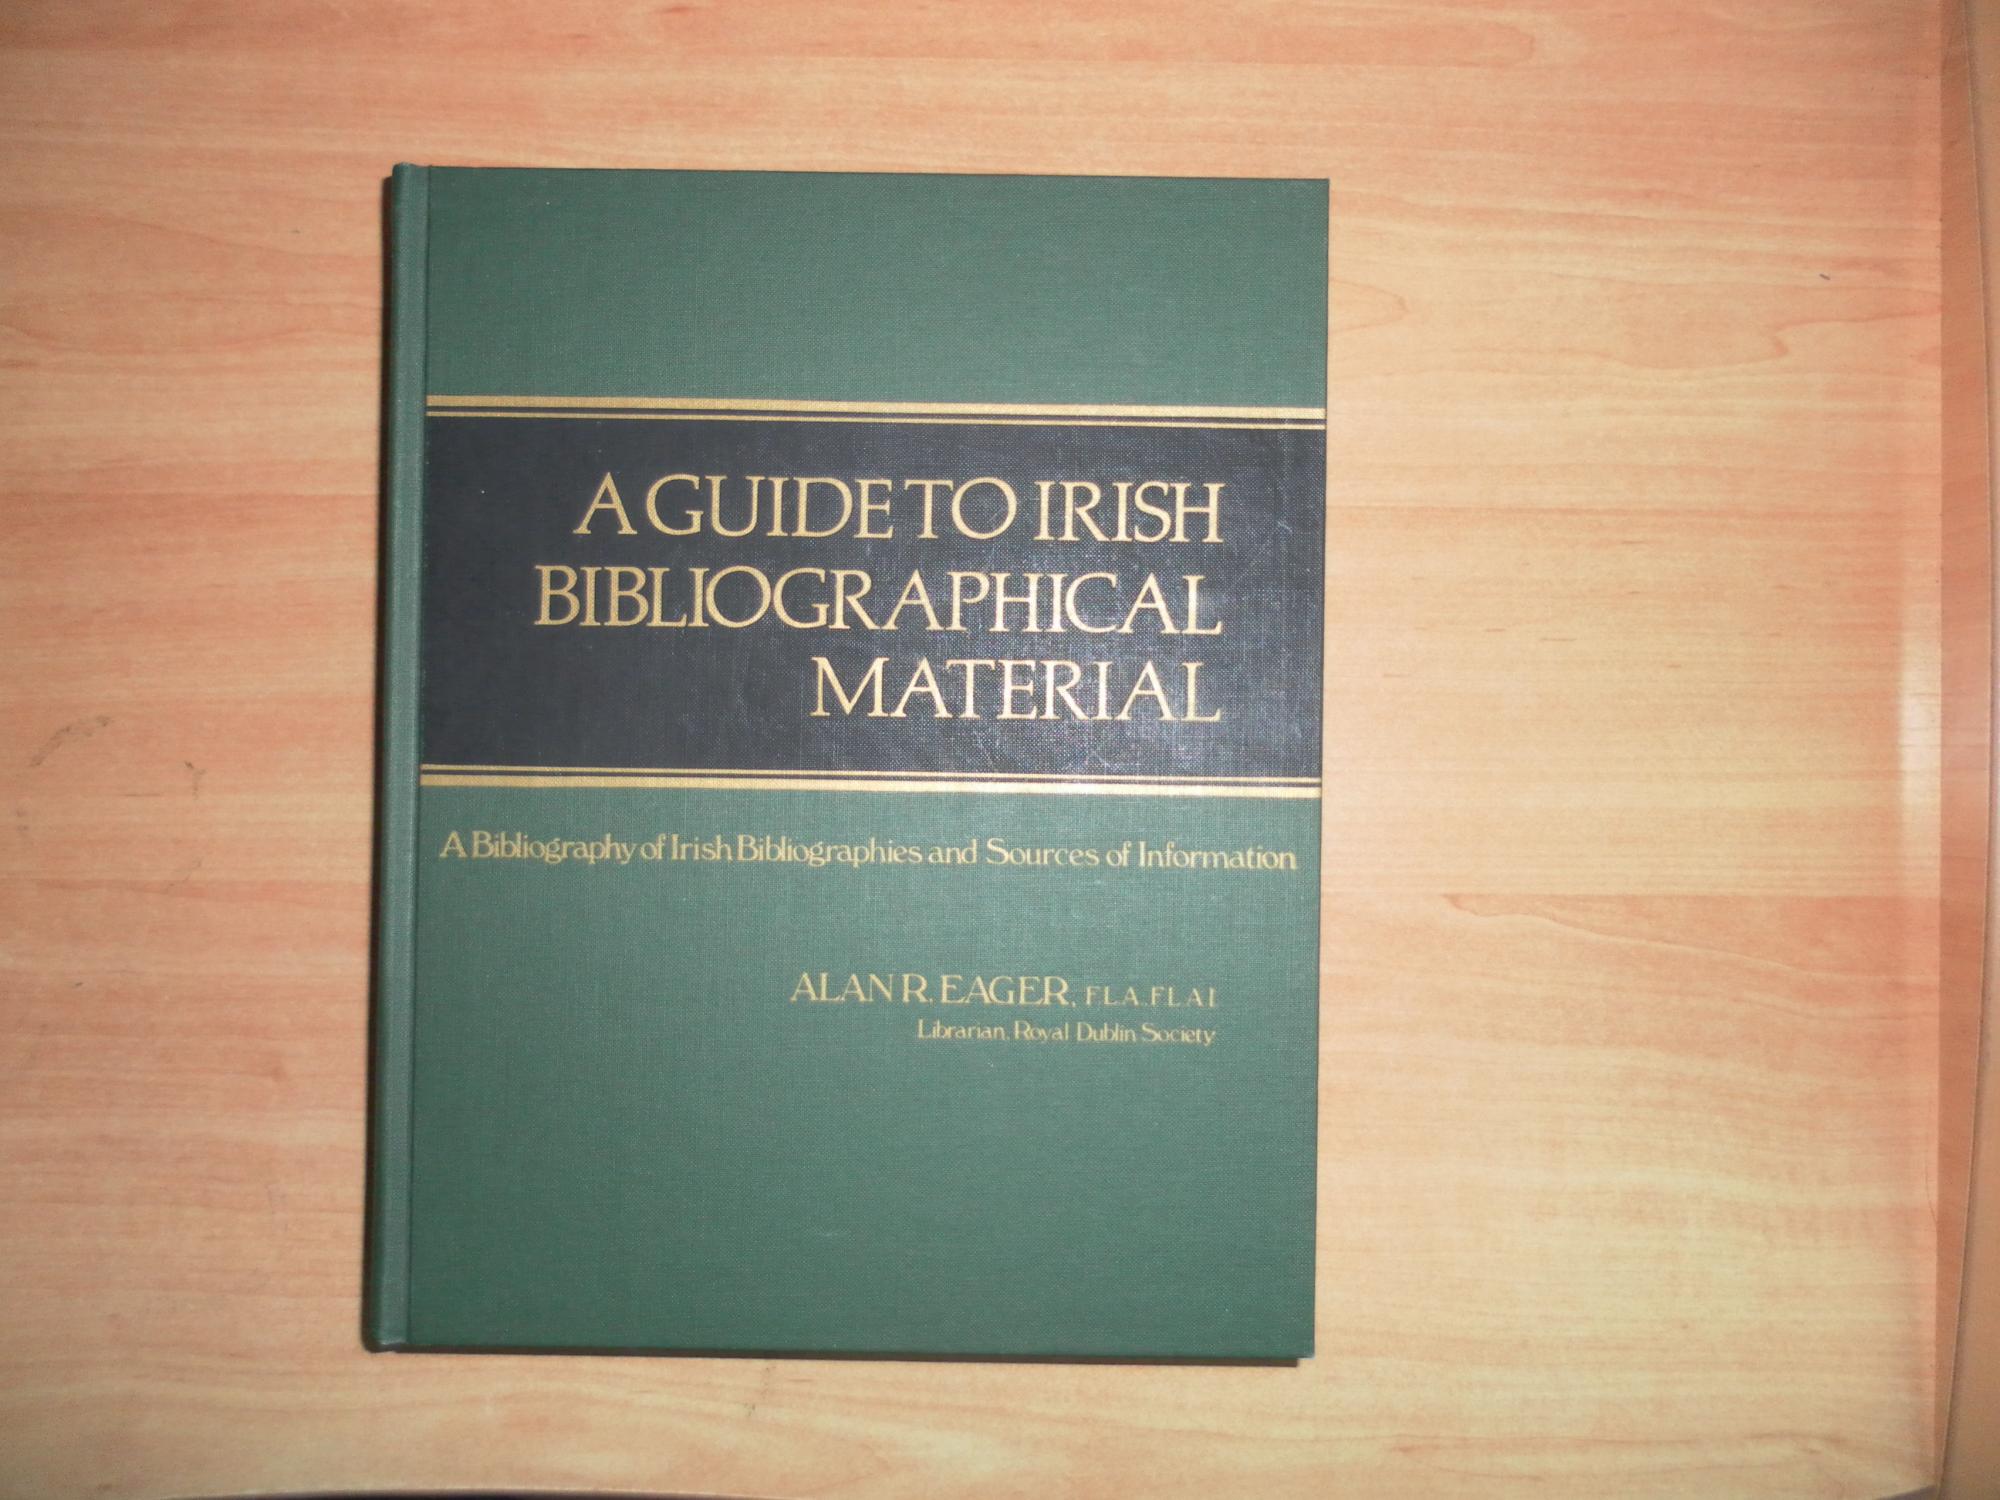 A GUIDE TO IRISH
BIBLIOGRAPHICAL
MATERIAL
A Bibliography of Irish Bibliographies and Sources of Information
ALAN R. EAGER, F.L.A. F.L.A.I.
Librarian, Royal Dublin Society